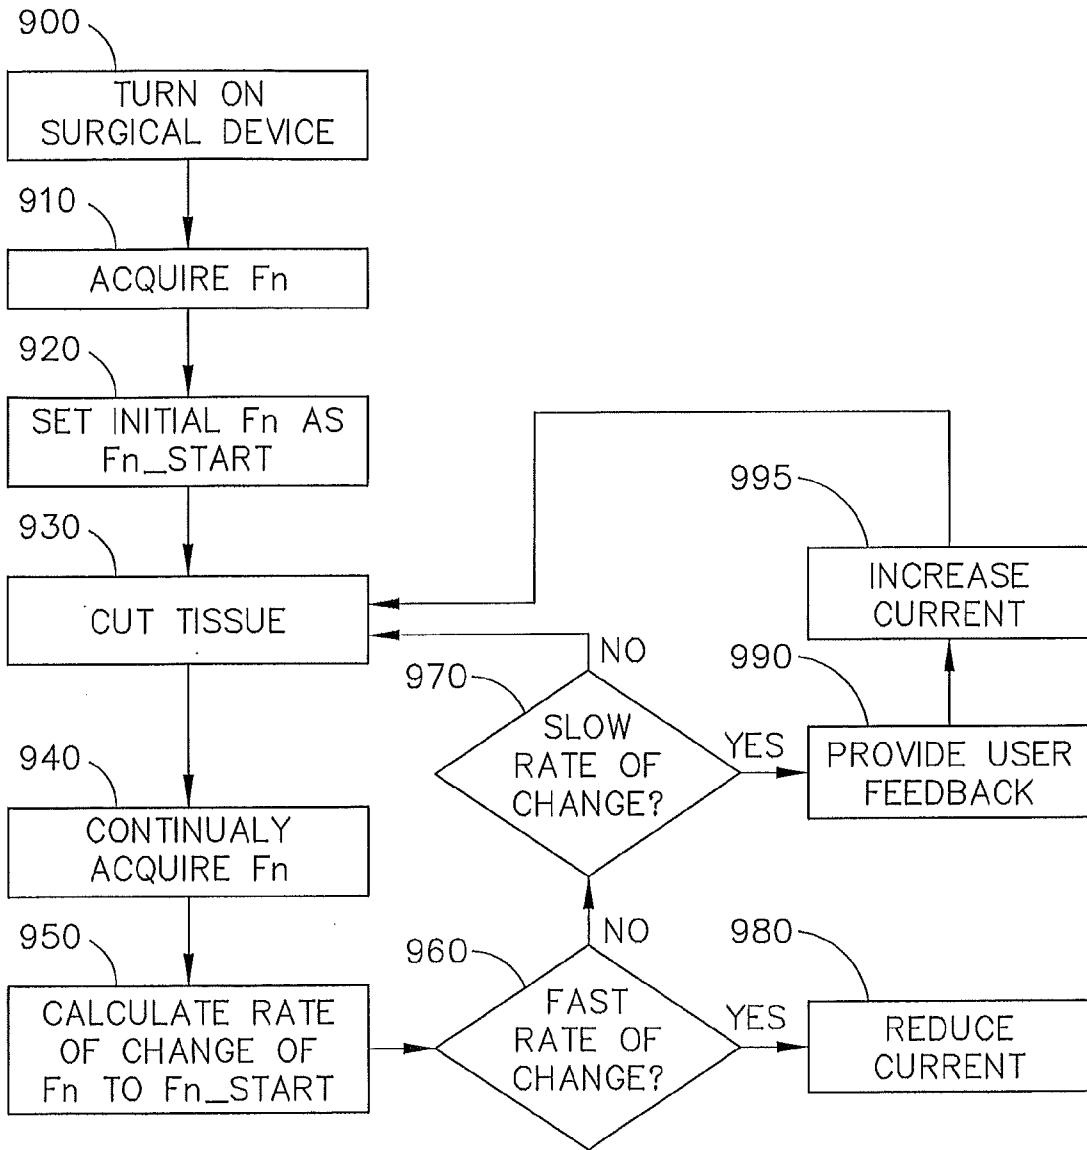 900
TURN ON
SURGICAL DEVICE
910
ACQUIRE Fn
920
SET INITIAL Fn AS
Fn_START
930
CUT TISSUE
940
CONTINUALY
ACQUIRE Fn
950
CALCULATE RATE
OF CHANGE OF
Fn TO Fn_START
960
FAST
RATE OF
CHANGE?
YES
980
REDUCE
CURRENT
NO
970
SLOW
RATE OF
CHANGE?
NO
YES
990
PROVIDE USER
FEEDBACK
995
INCREASE
CURRENT